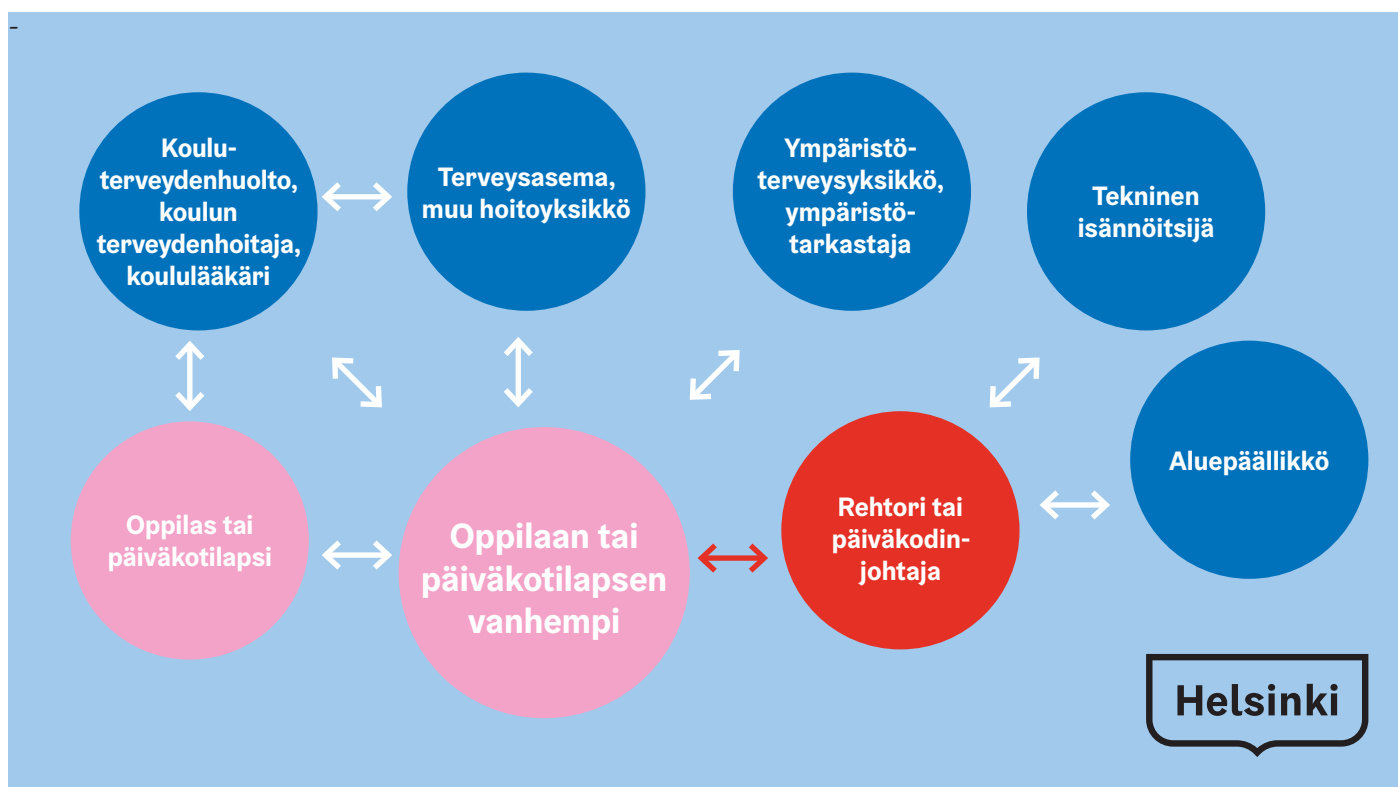 Koulu-
terveydenhuolto,
koulun
terveydenhoitaja,
koululääkäri
Terveysasema,
muu hoitoyksikkö
Ympäristö-
terveysyksikkö,
ympäristö-
tarkastaja
Tekninen
isännöitsijä
Aluepäällikkö
Oppilas tai
päiväkotilapsi
Oppilaan tai
päiväkotilapsen
vanhempi
Rehtori tai
päiväkodin-
johtaja
Helsinki